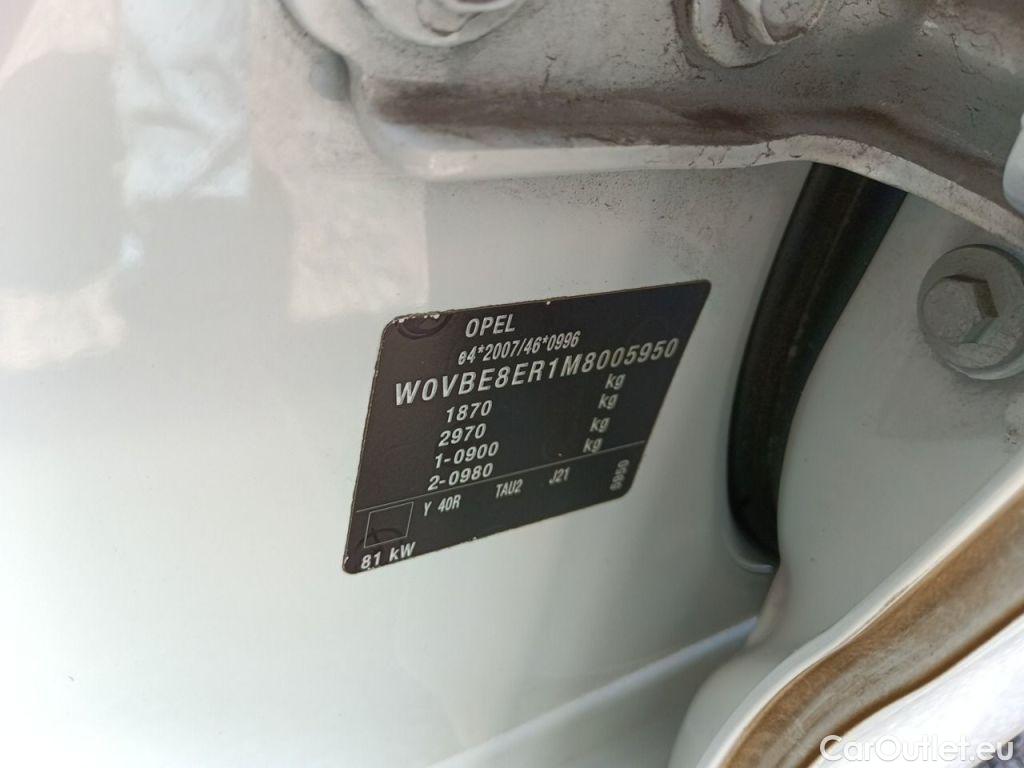 OPEL
e4*2007/46*0996
W0VBE8ER1M8005950
1870 kg
2970 kg
1-0900 kg
2-0980 kg
Y 40R TAU2 J21 5950
81 kW
CarOutlet.eu